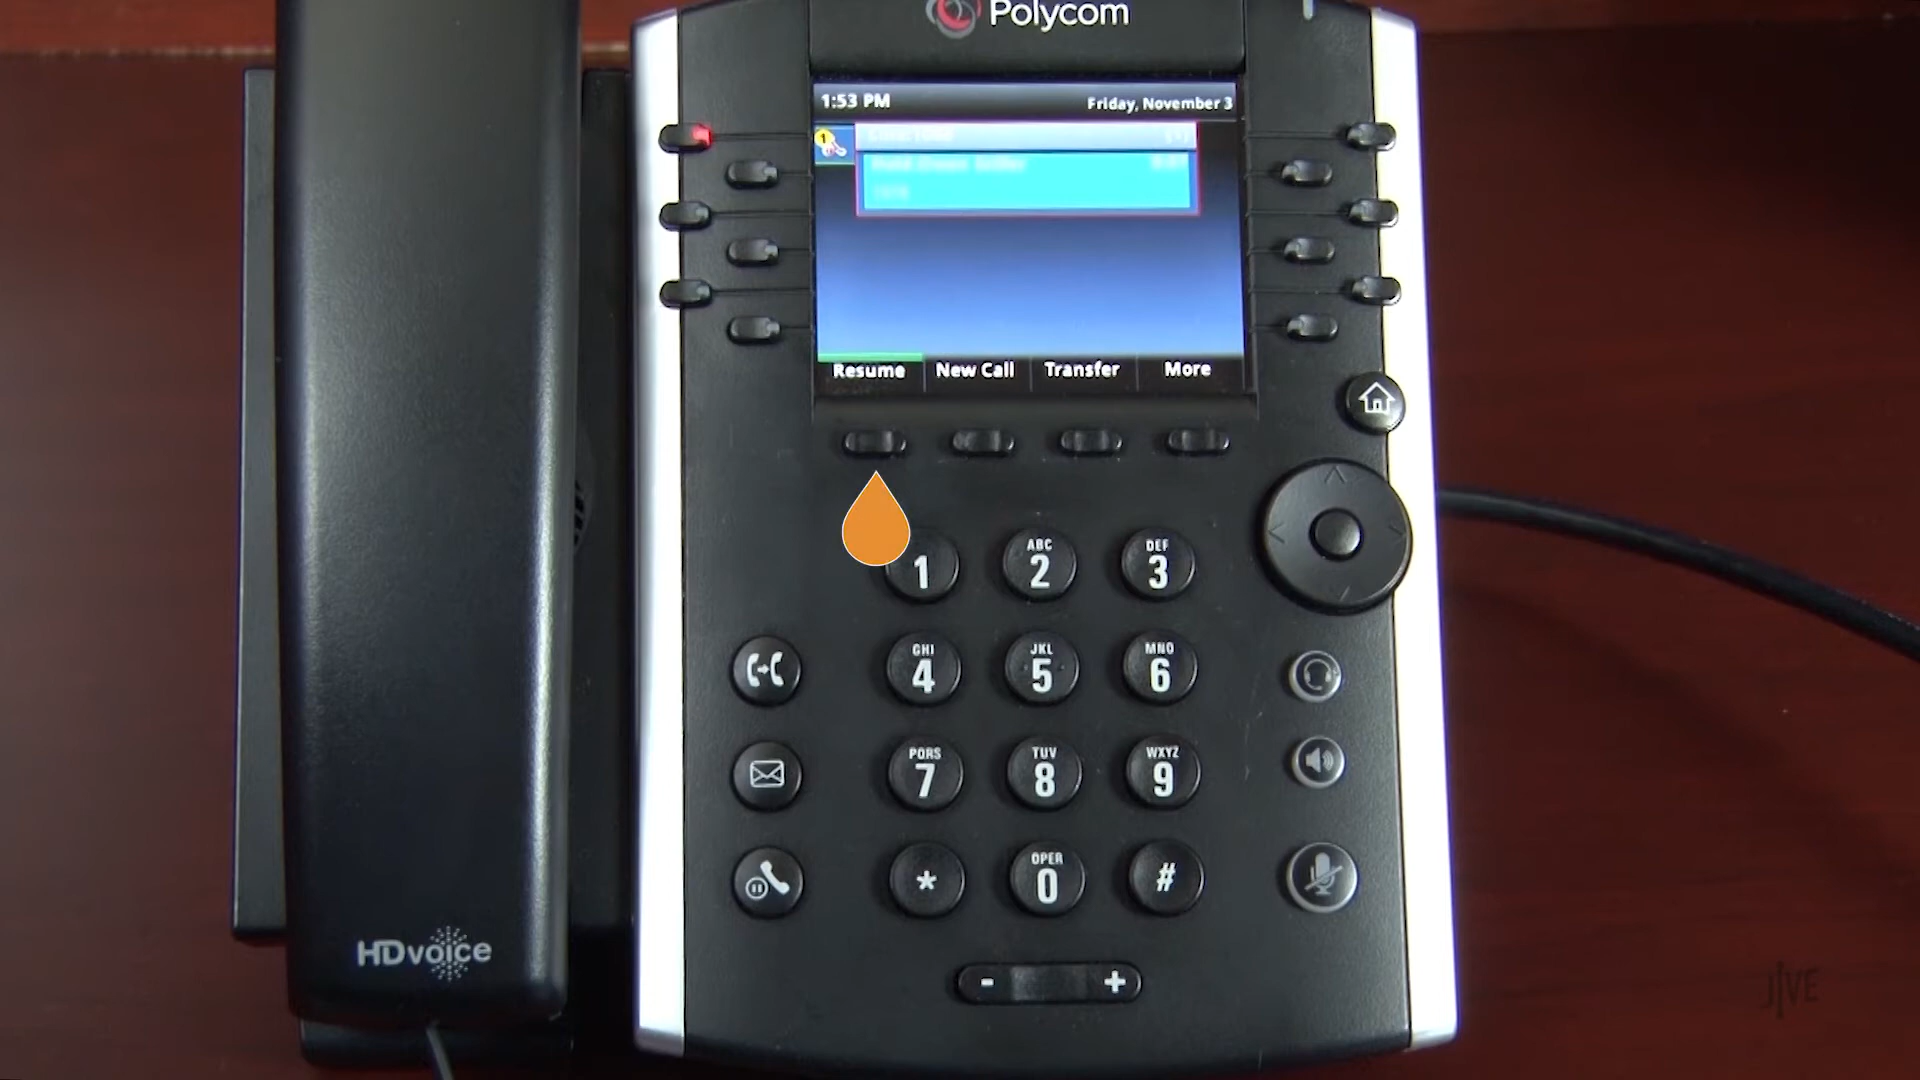 Polycom
1:53 PM
Friday, November 3
1
Resume
New Call
Transfer
More
1
ABC
2
DEF
3
GHI
4
JKL
5
MNO
6
PQRS
7
TUV
8
WXYZ
9
*
OPER
0
#
- +
HDvoice
JIVE